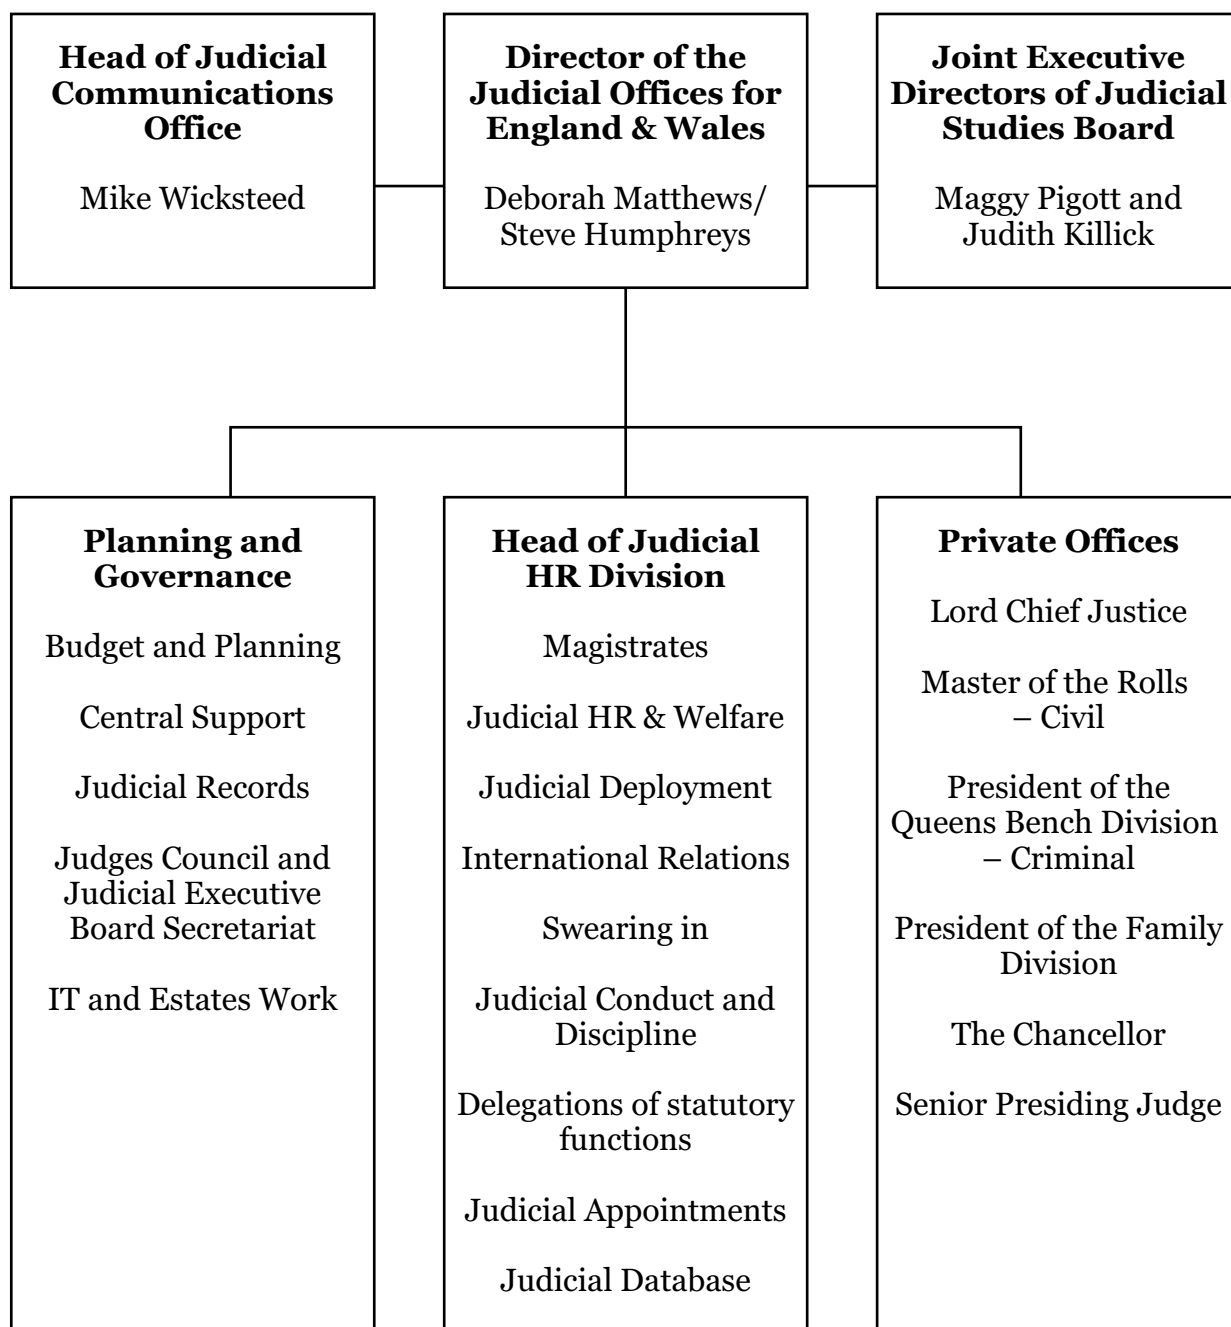 Head of Judicial
Communications
Office
Mike Wicksteed
Director of the
Judicial Offices for
England & Wales
Deborah Matthews/
Steve Humphreys
Joint Executive
Directors of Judicial
Studies Board
Maggy Pigott and
Judith Killick
Planning and
Governance
Budget and Planning
Central Support
Judicial Records
Judges Council and
Judicial Executive
Board Secretariat
IT and Estates Work
Head of Judicial
HR Division
Magistrates
Judicial HR & Welfare
Judicial Deployment
International Relations
Swearing in
Judicial Conduct and
Discipline
Delegations of statutory
functions
Judicial Appointments
Judicial Database
Private Offices
Lord Chief Justice
Master of the Rolls
– Civil
President of the
Queens Bench Division
– Criminal
President of the Family
Division
The Chancellor
Senior Presiding Judge